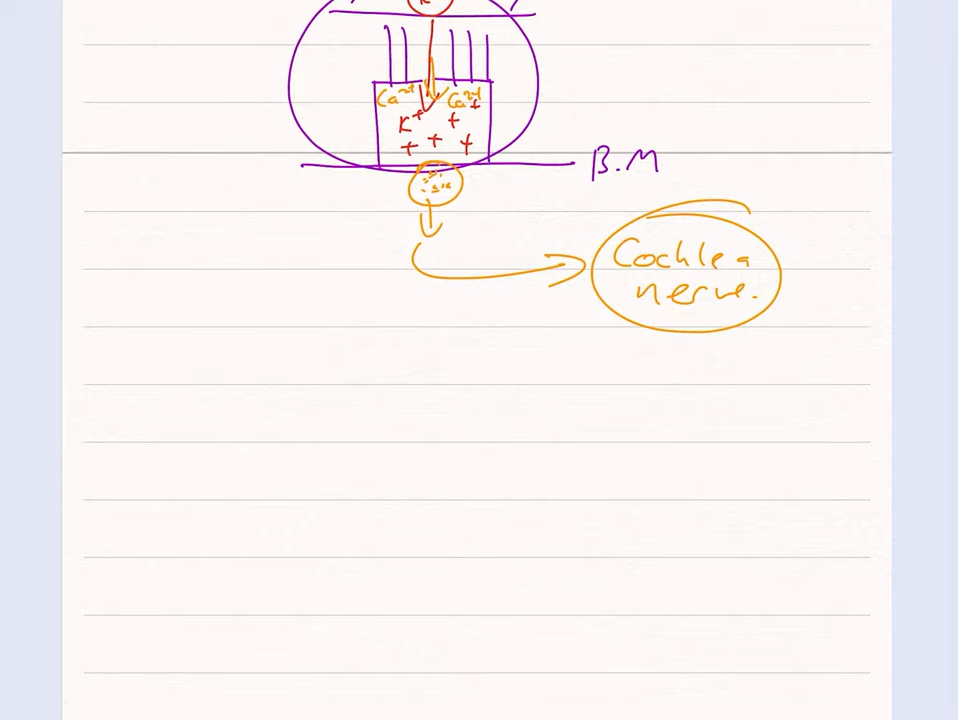 K
Ca²⁺ Ca²⁺
K⁺ +
+ + +
B.M
Cochlea
nerve.